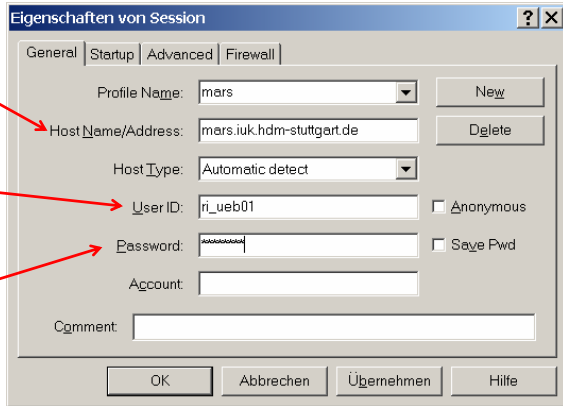 Eigenschaften von Session
General Startup Advanced Firewall
Profile Name: mars New
Host Name/Address: mars.iuk.hdm-stuttgart.de Delete
Host Type: Automatic detect
User ID: ri_ueb01 Anonymous
Password: ******** Save Pwd
Account:
Comment:
OK Abbrechen Übernehmen Hilfe